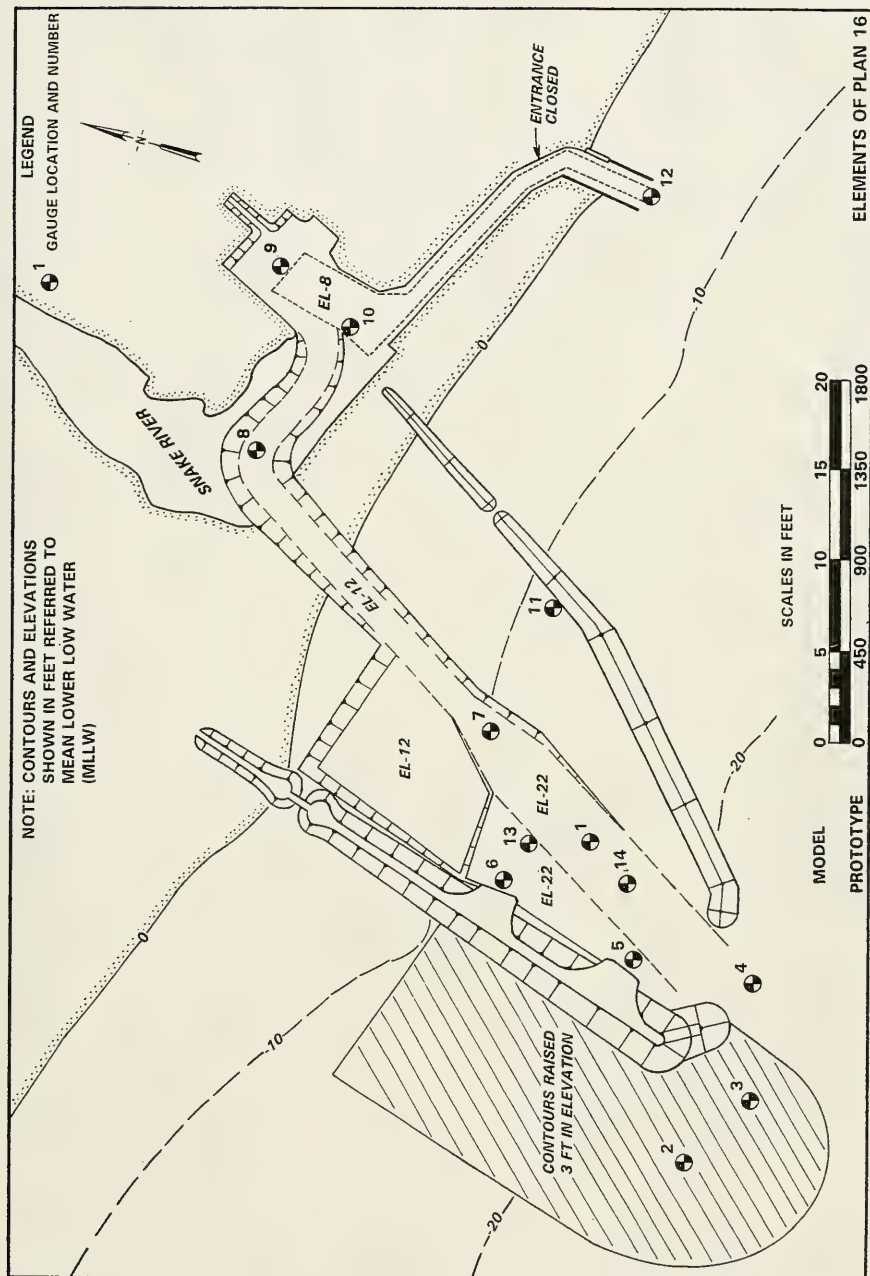 NOTE: CONTOURS AND ELEVATIONS
SHOWN IN FEET REFERRED TO
MEAN LOWER LOW WATER
(MLLW)
LEGEND
1
GAUGE LOCATION AND NUMBER
N
SNAKE RIVER
0
0
-10
-10
-20
-20
8
9
EL-8
10
EL-12
EL-12
ENTRANCE
CLOSED
12
11
7
EL-22
13
1
6
EL-22
14
5
4
CONTOURS RAISED
3 FT IN ELEVATION
3
2
SCALES IN FEET
MODEL
0 5 10 15 20
PROTOTYPE
0 450 900 1350 1800
ELEMENTS OF PLAN 16